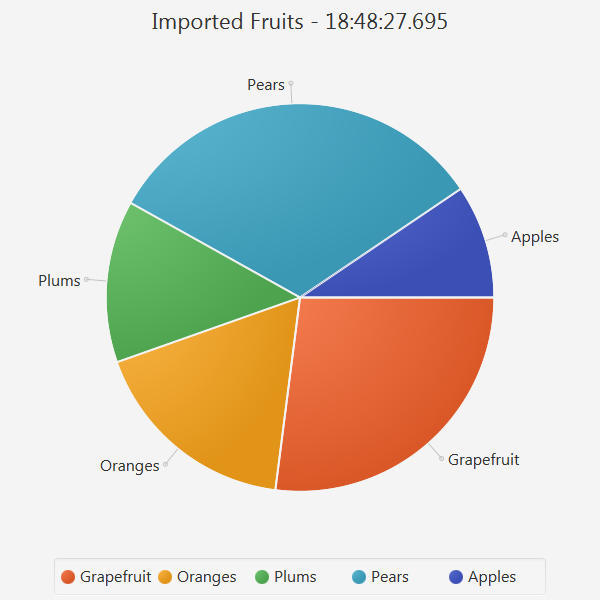 Imported Fruits - 18:48:27.695
Pears
Apples
Plums
Oranges
Grapefruit
Grapefruit Oranges Plums Pears Apples